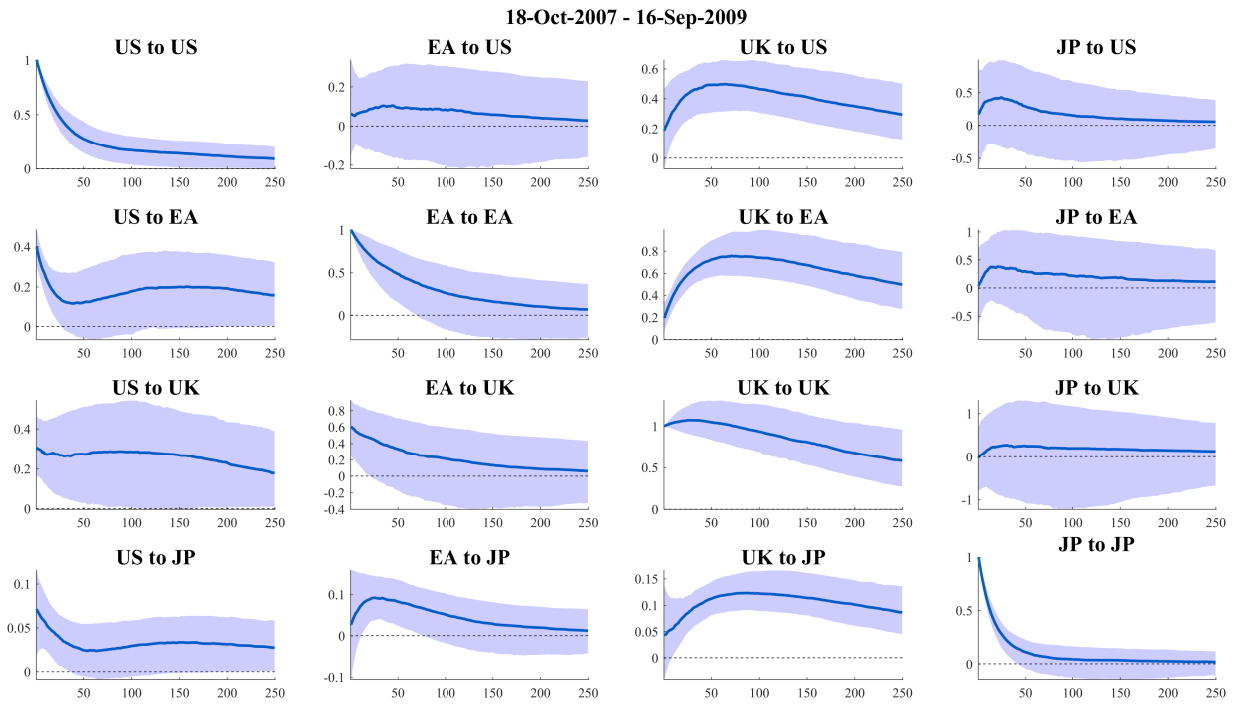 18-Oct-2007 - 16-Sep-2009
US to US
EA to US
UK to US
JP to US
1
0.5
0
50 100 150 200 250
0.2
0
-0.2
50 100 150 200 250
0.6
0.4
0.2
0
50 100 150 200 250
0.5
0
-0.5
50 100 150 200 250
US to EA
EA to EA
UK to EA
JP to EA
0.4
0.2
0
50 100 150 200 250
1
0.5
0
50 100 150 200 250
0.8
0.6
0.4
0.2
0
50 100 150 200 250
1
0.5
0
-0.5
50 100 150 200 250
US to UK
EA to UK
UK to UK
JP to UK
0.4
0.2
0
50 100 150 200 250
0.8
0.6
0.4
0.2
0
-0.2
-0.4
50 100 150 200 250
1
0.5
0
50 100 150 200 250
1
0
-1
50 100 150 200 250
US to JP
EA to JP
UK to JP
JP to JP
0.1
0.05
0
50 100 150 200 250
0.1
0
-0.1
50 100 150 200 250
0.15
0.1
0.05
0
50 100 150 200 250
1
0.5
0
50 100 150 200 250